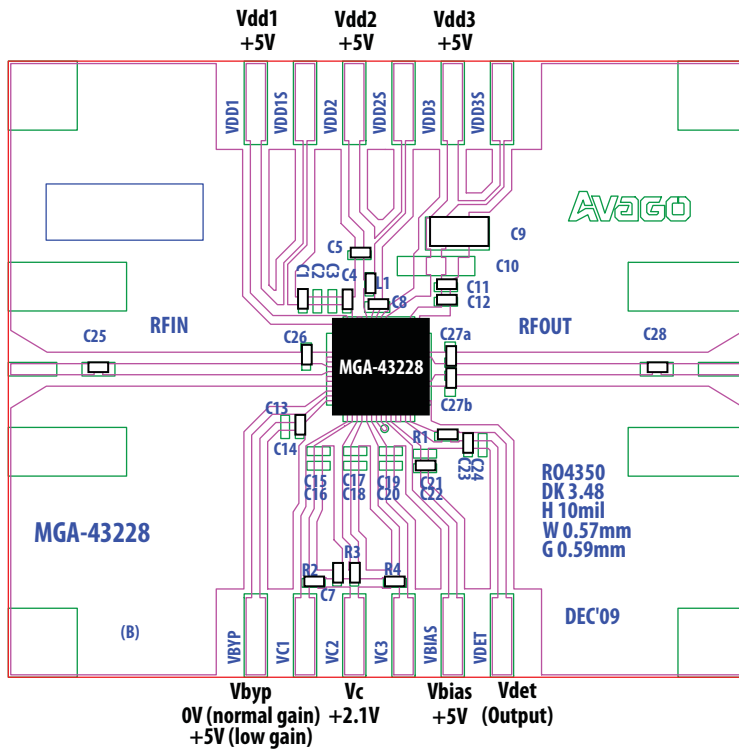 Vdd1 Vdd2 Vdd3
+5V +5V +5V
VDD1 VDD1S VDD2 VDD2S VDD3 VDD3S
AVAGO
C9
C5
C10
C1 C2 C3 C4 L1 C11
C8 C12
RFIN RFOUT
C25 C26 C27a C28
MGA-43228
C27b
C13
R1
C14
C23 C24
C15 C17 C19 C21
C16 C18 C20 C22
RO4350
DK 3.48
H 10mil
W 0.57mm
G 0.59mm
MGA-43228
R3
R2 R4
C7
DEC'09
(B)
VBYP VC1 VC2 VC3 VBIAS VDET
Vbyp Vc Vbias Vdet
0V (normal gain) +2.1V +5V (Output)
+5V (low gain)